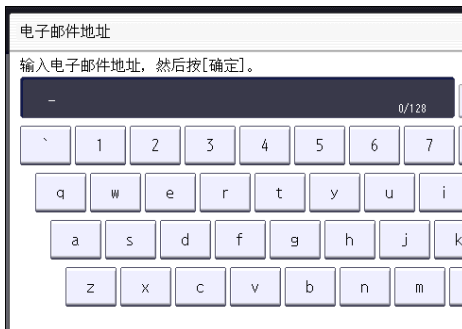 电子邮件地址
输入电子邮件地址，然后按[确定]。
_
0/128
` 1 2 3 4 5 6 7
q w e r t y u i
a s d f g h j k
z x c v b n m